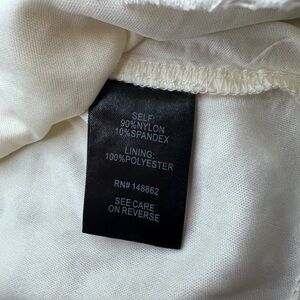 SELF:
90%NYLON
10%SPANDEX
LINING:
100%POLYESTER
RN# 148862
SEE CARE
ON REVERSE